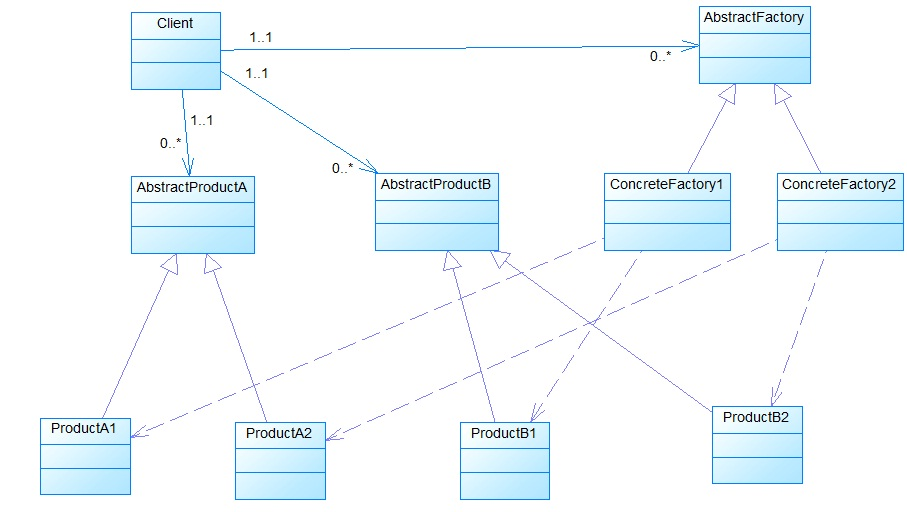 Client
AbstractFactory
1..1
0..*
1..1
1..1
0..*
0..*
AbstractProductA
AbstractProductB
ConcreteFactory1
ConcreteFactory2
ProductA1
ProductA2
ProductB1
ProductB2